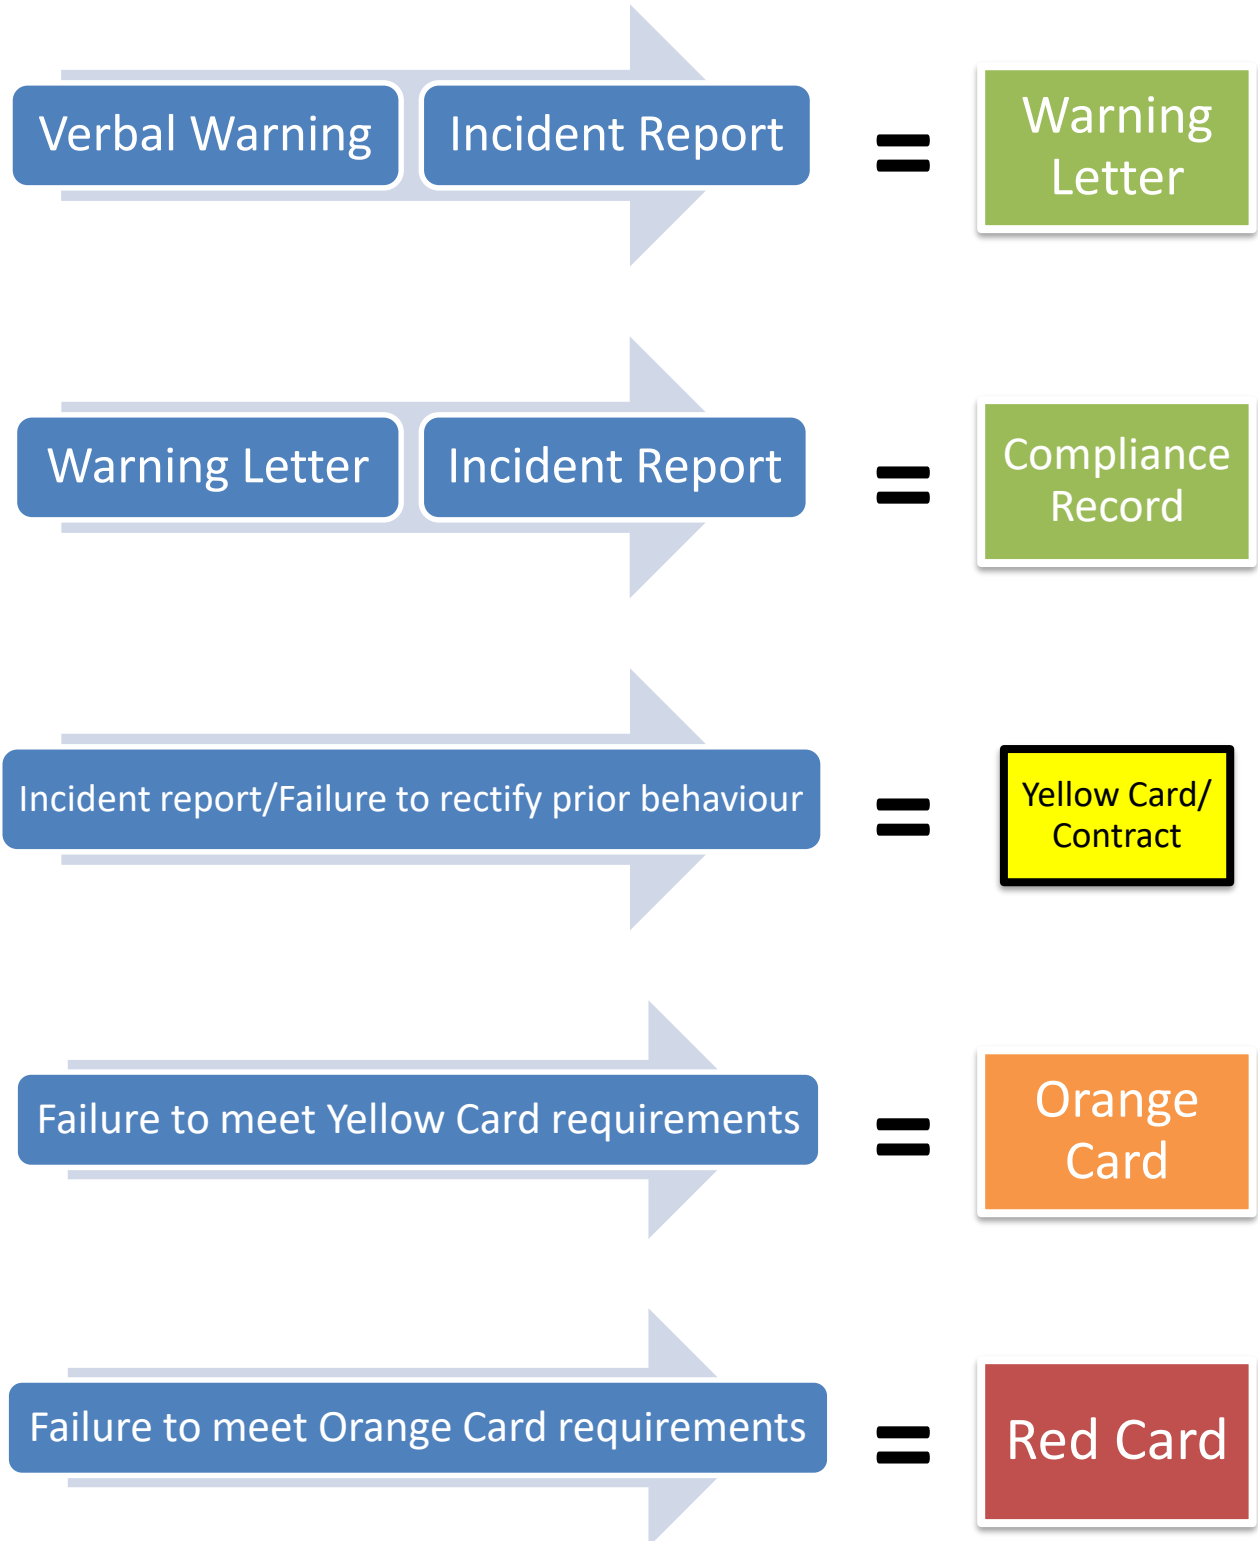 Verbal Warning
Incident Report
=
Warning
Letter
Warning Letter
Incident Report
=
Compliance
Record
Incident report/Failure to rectify prior behaviour
=
Yellow Card/
Contract
Failure to meet Yellow Card requirements
=
Orange
Card
Failure to meet Orange Card requirements
=
Red Card